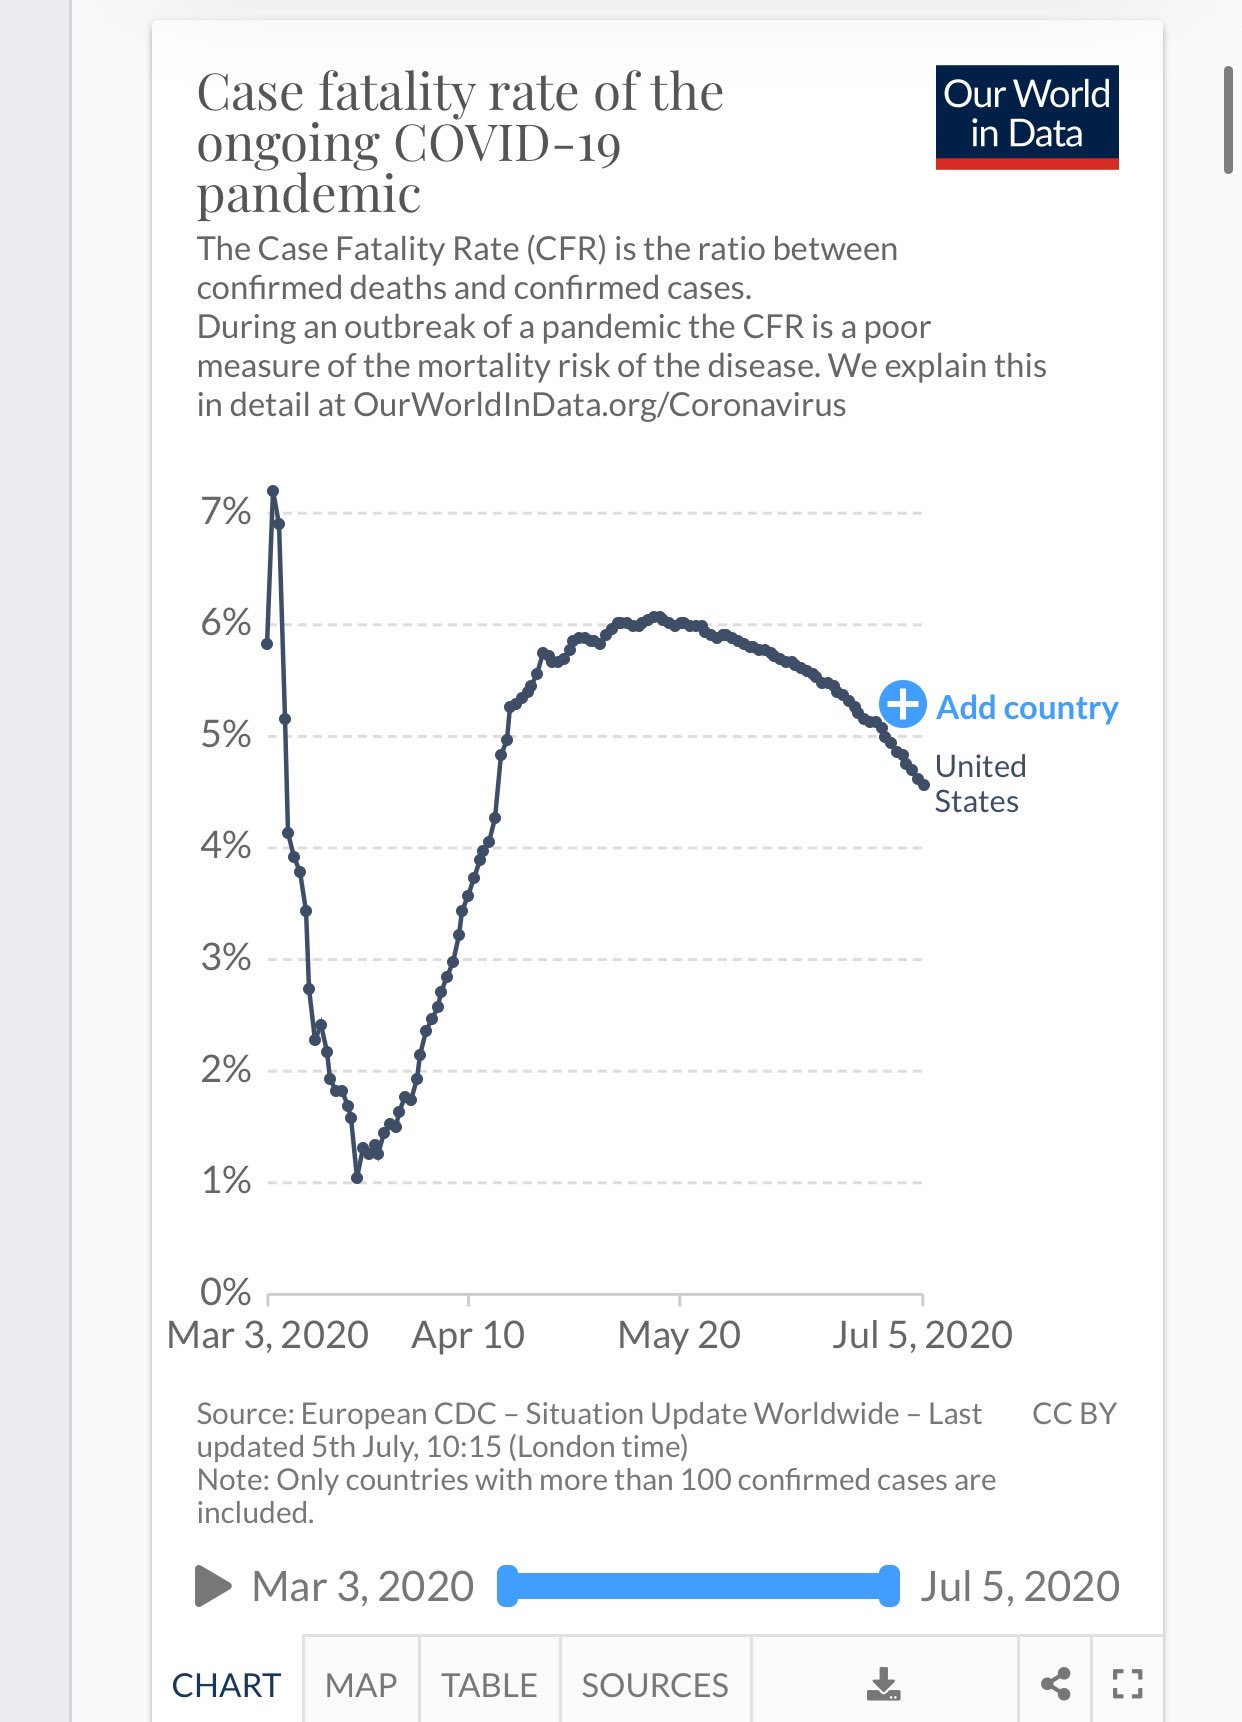 Case fatality rate of the
ongoing COVID-19
pandemic
Our World
in Data
The Case Fatality Rate (CFR) is the ratio between
confirmed deaths and confirmed cases.
During an outbreak of a pandemic the CFR is a poor
measure of the mortality risk of the disease. We explain this
in detail at OurWorldInData.org/Coronavirus
7%
6%
5%
4%
3%
2%
1%
0%
Add country
United
States
Mar 3, 2020 Apr 10 May 20 Jul 5, 2020
Source: European CDC – Situation Update Worldwide – Last
updated 5th July, 10:15 (London time)
CC BY
Note: Only countries with more than 100 confirmed cases are
included.
Mar 3, 2020 Jul 5, 2020
CHART MAP TABLE SOURCES